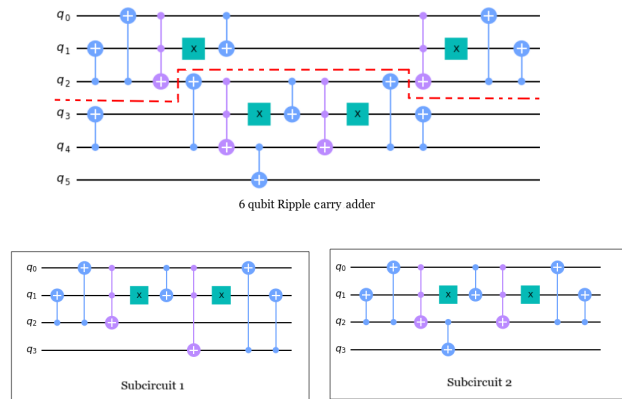 q0
q1 X X
q2
q3 X X
q4
q5
6 qubit Ripple carry adder
q0 q0
q1 X X q1 X X
q2 q2
q3 q3
Subcircuit 1 Subcircuit 2